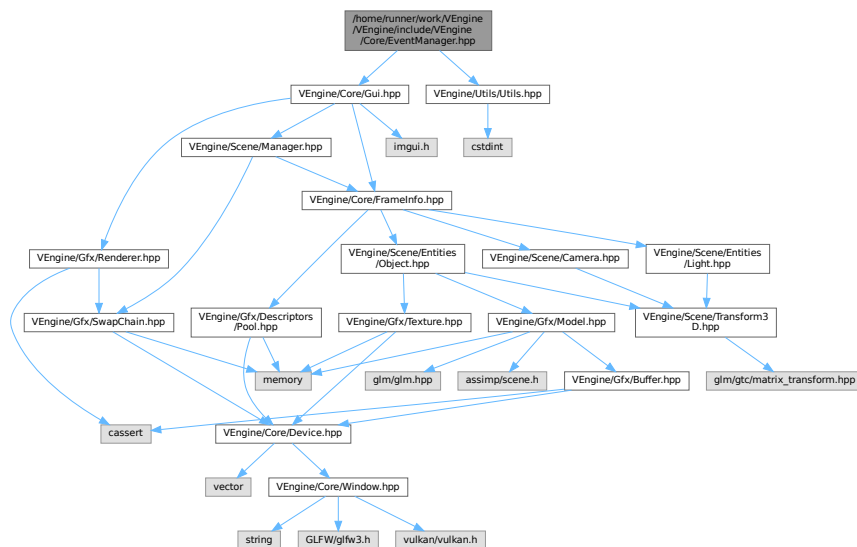 /home/runner/work/VEngine
/VEngine/include/VEngine
/Core/EventManager.hpp
VEngine/Core/Gui.hpp
VEngine/Utils/Utils.hpp
VEngine/Scene/Manager.hpp
imgui.h
cstdint
VEngine/Core/FrameInfo.hpp
VEngine/Gfx/Renderer.hpp
VEngine/Scene/Entities
/Object.hpp
VEngine/Scene/Camera.hpp
VEngine/Scene/Entities
/Light.hpp
VEngine/Gfx/SwapChain.hpp
VEngine/Gfx/Descriptors
/Pool.hpp
VEngine/Gfx/Texture.hpp
VEngine/Gfx/Model.hpp
VEngine/Scene/Transform3
D.hpp
memory
glm/glm.hpp
assimp/scene.h
VEngine/Gfx/Buffer.hpp
glm/gtc/matrix_transform.hpp
cassert
VEngine/Core/Device.hpp
vector
VEngine/Core/Window.hpp
string
GLFW/glfw3.h
vulkan/vulkan.h